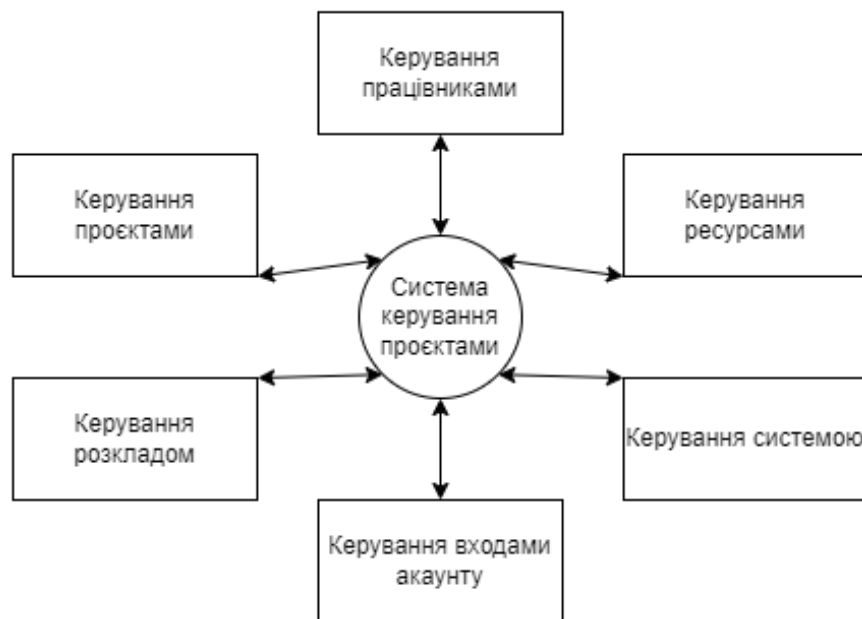 Керування
працівниками
Керування
проєктами
Керування
ресурсами
Система
керування
проєктами
Керування
розкладом
Керування системою
Керування входами
акаунту